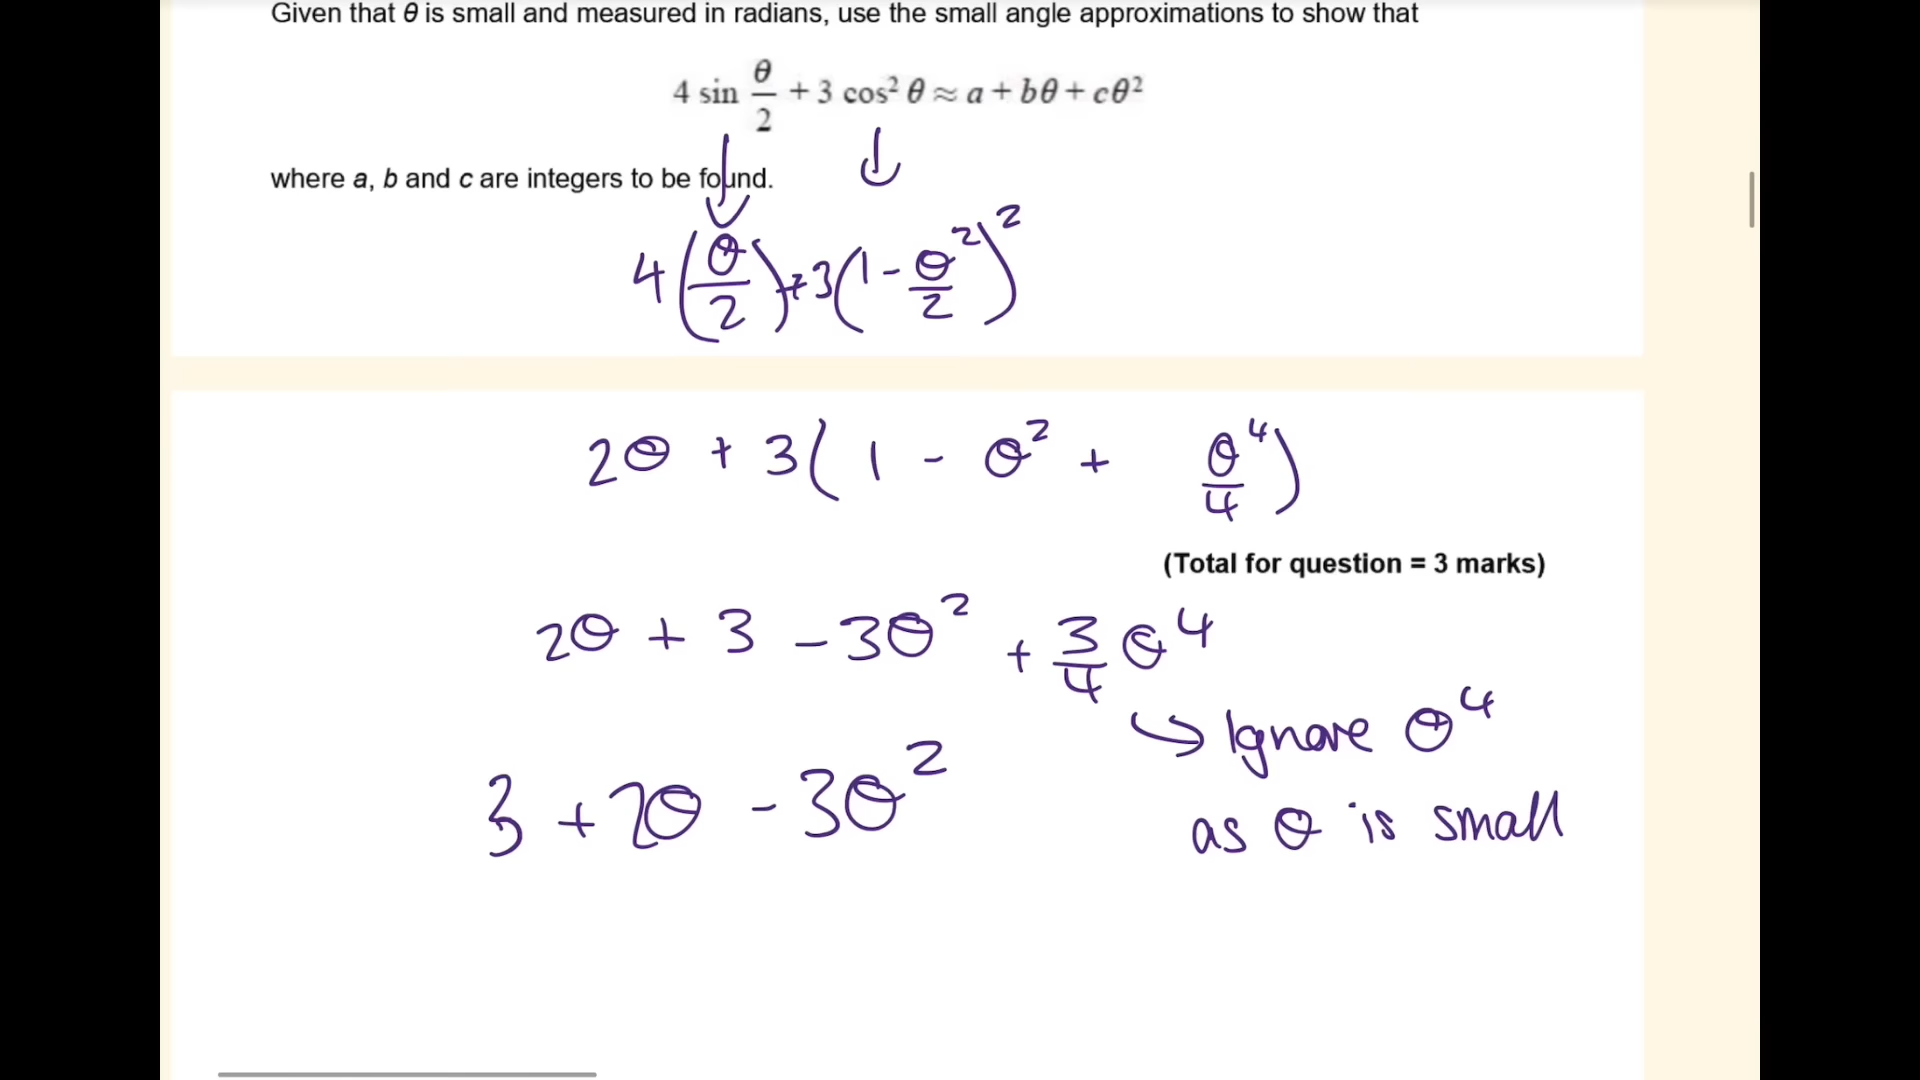 Given that θ is small and measured in radians, use the small angle approximations to show that
4 sin θ/2 + 3 cos² θ ≈ a + bθ + cθ²
where a, b and c are integers to be found.
4(θ/2) + 3(1 - θ²/2)²
2θ + 3(1 - θ² + θ⁴/4)
(Total for question = 3 marks)
2θ + 3 - 3θ² + 3/4 θ⁴
↪ Ignore θ⁴
3 + 2θ - 3θ²
as θ is small